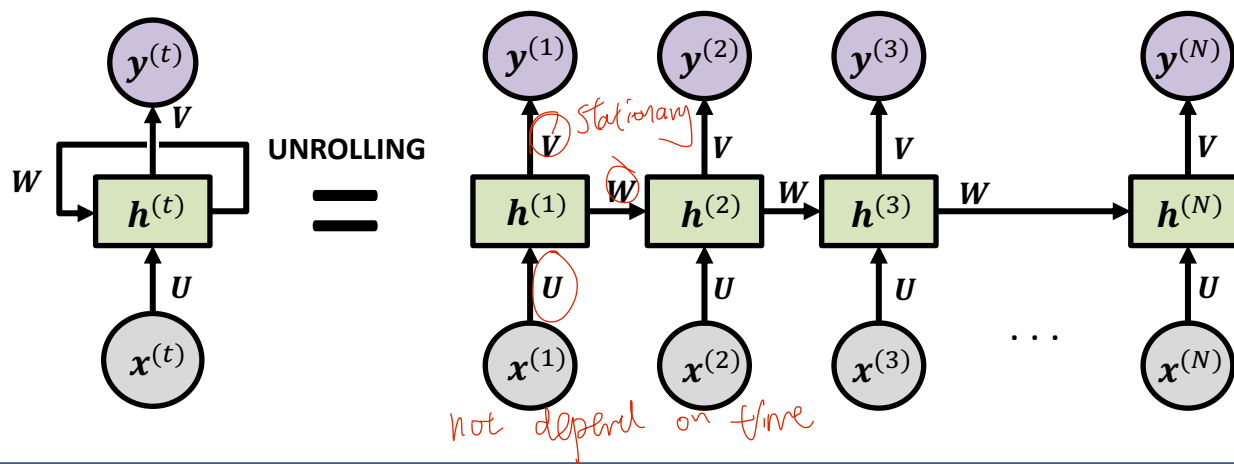 y^(t) y^(1) y^(2) y^(3) y^(N)
V Stationary
UNROLLING V V V V
W W W W
h^(t) = h^(1) h^(2) h^(3) h^(N)
U U U U U
x^(t) x^(1) x^(2) x^(3) . . . x^(N)
not depend on time